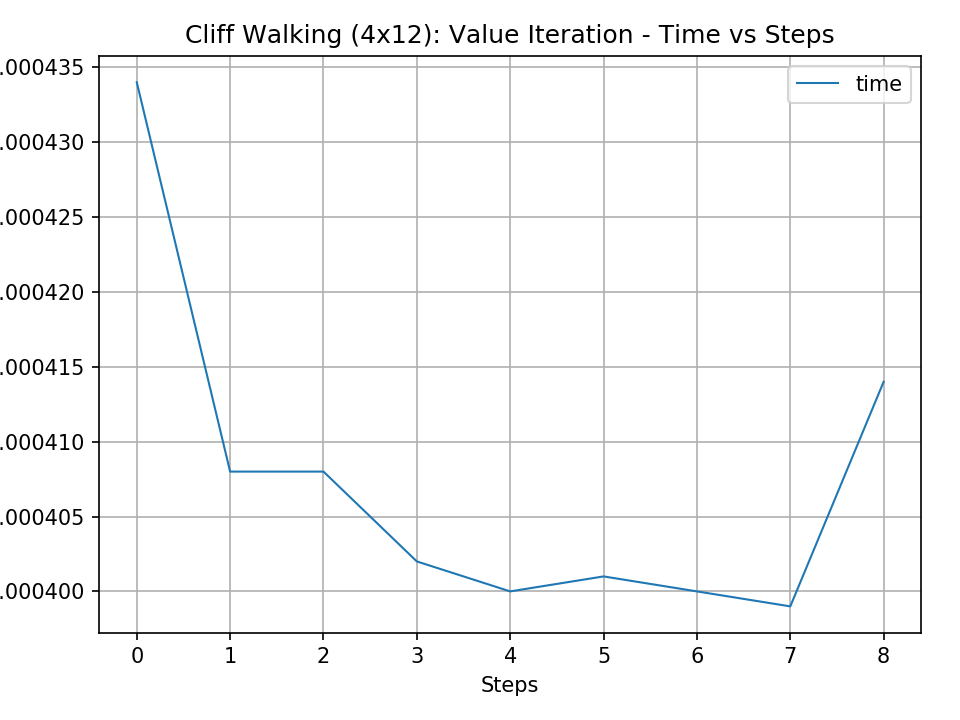 Cliff Walking (4x12): Value Iteration - Time vs Steps
time
.000435
.000430
.000425
.000420
.000415
.000410
.000405
.000400
0 1 2 3 4 5 6 7 8
Steps